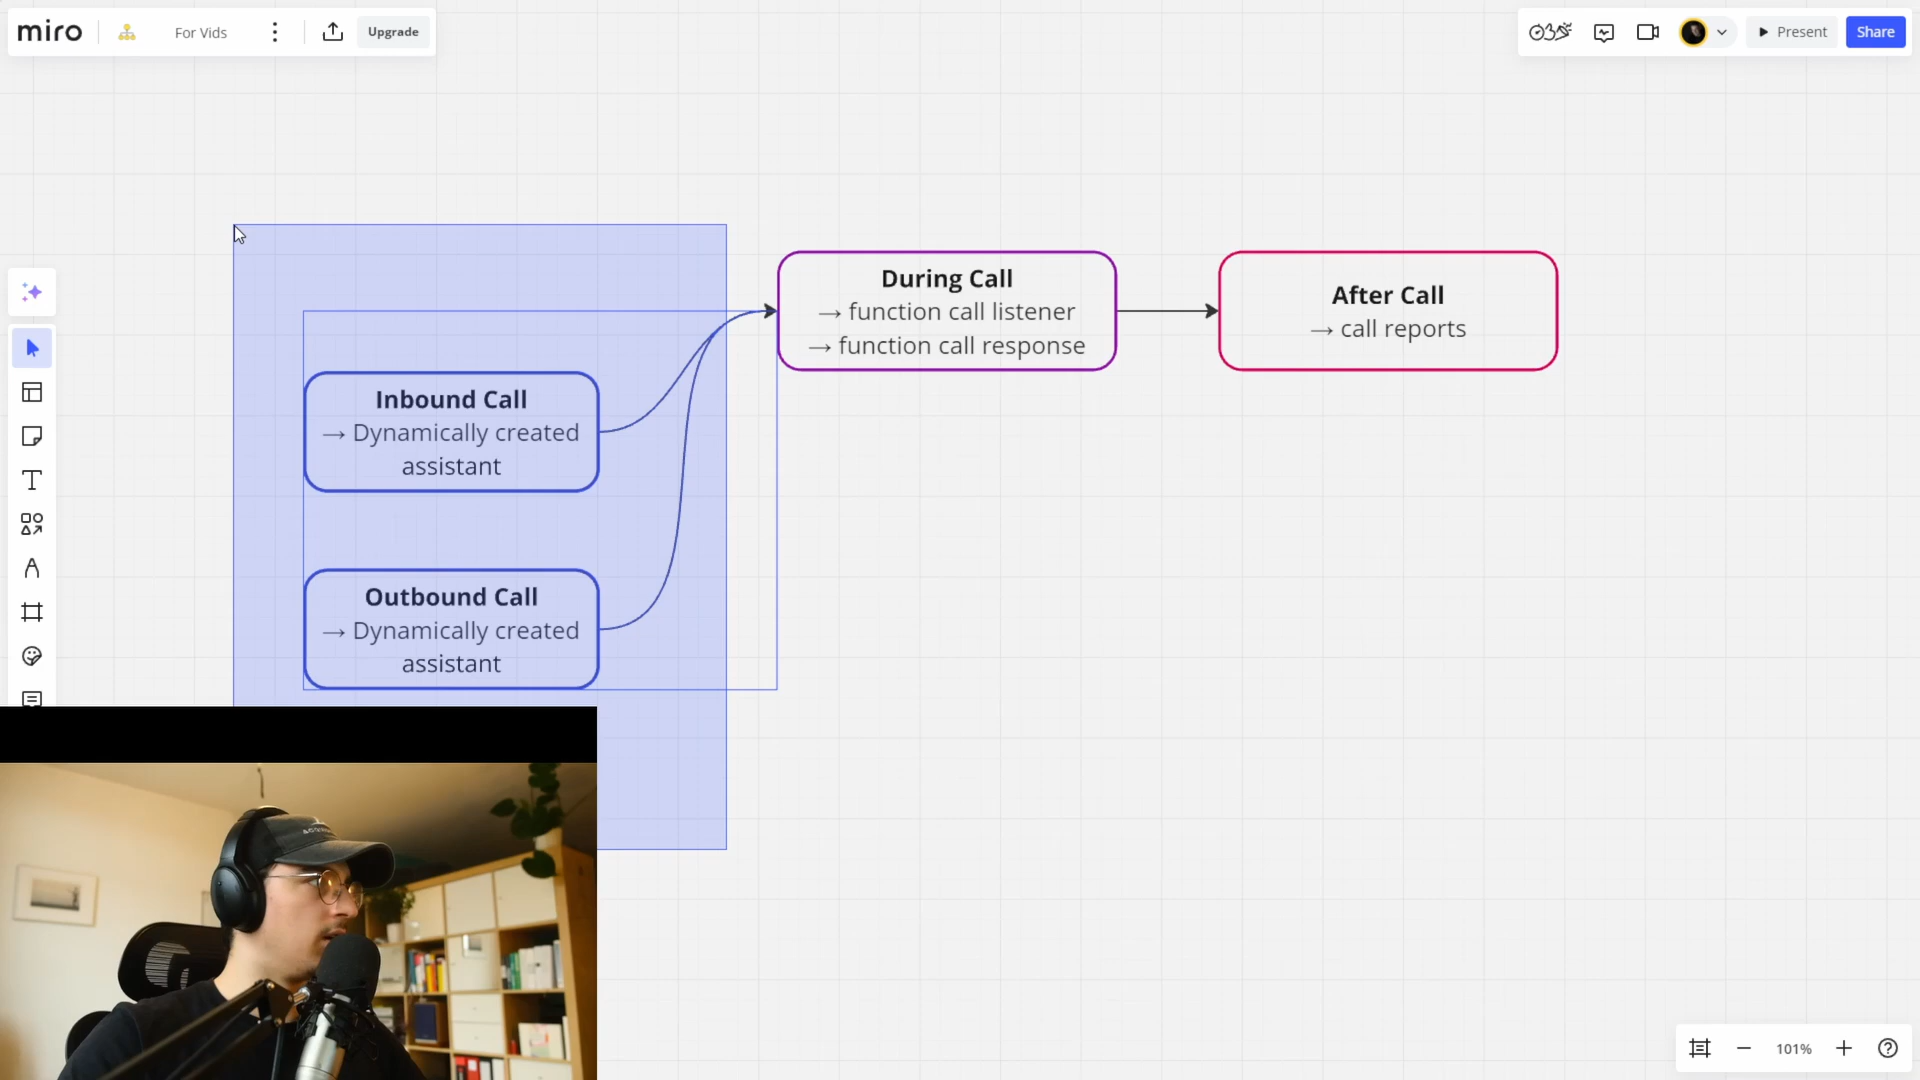 miro
For Vids
Upgrade
Present
Share
During Call
→ function call listener
→ function call response
After Call
→ call reports
Inbound Call
→ Dynamically created
assistant
Outbound Call
→ Dynamically created
assistant
101%